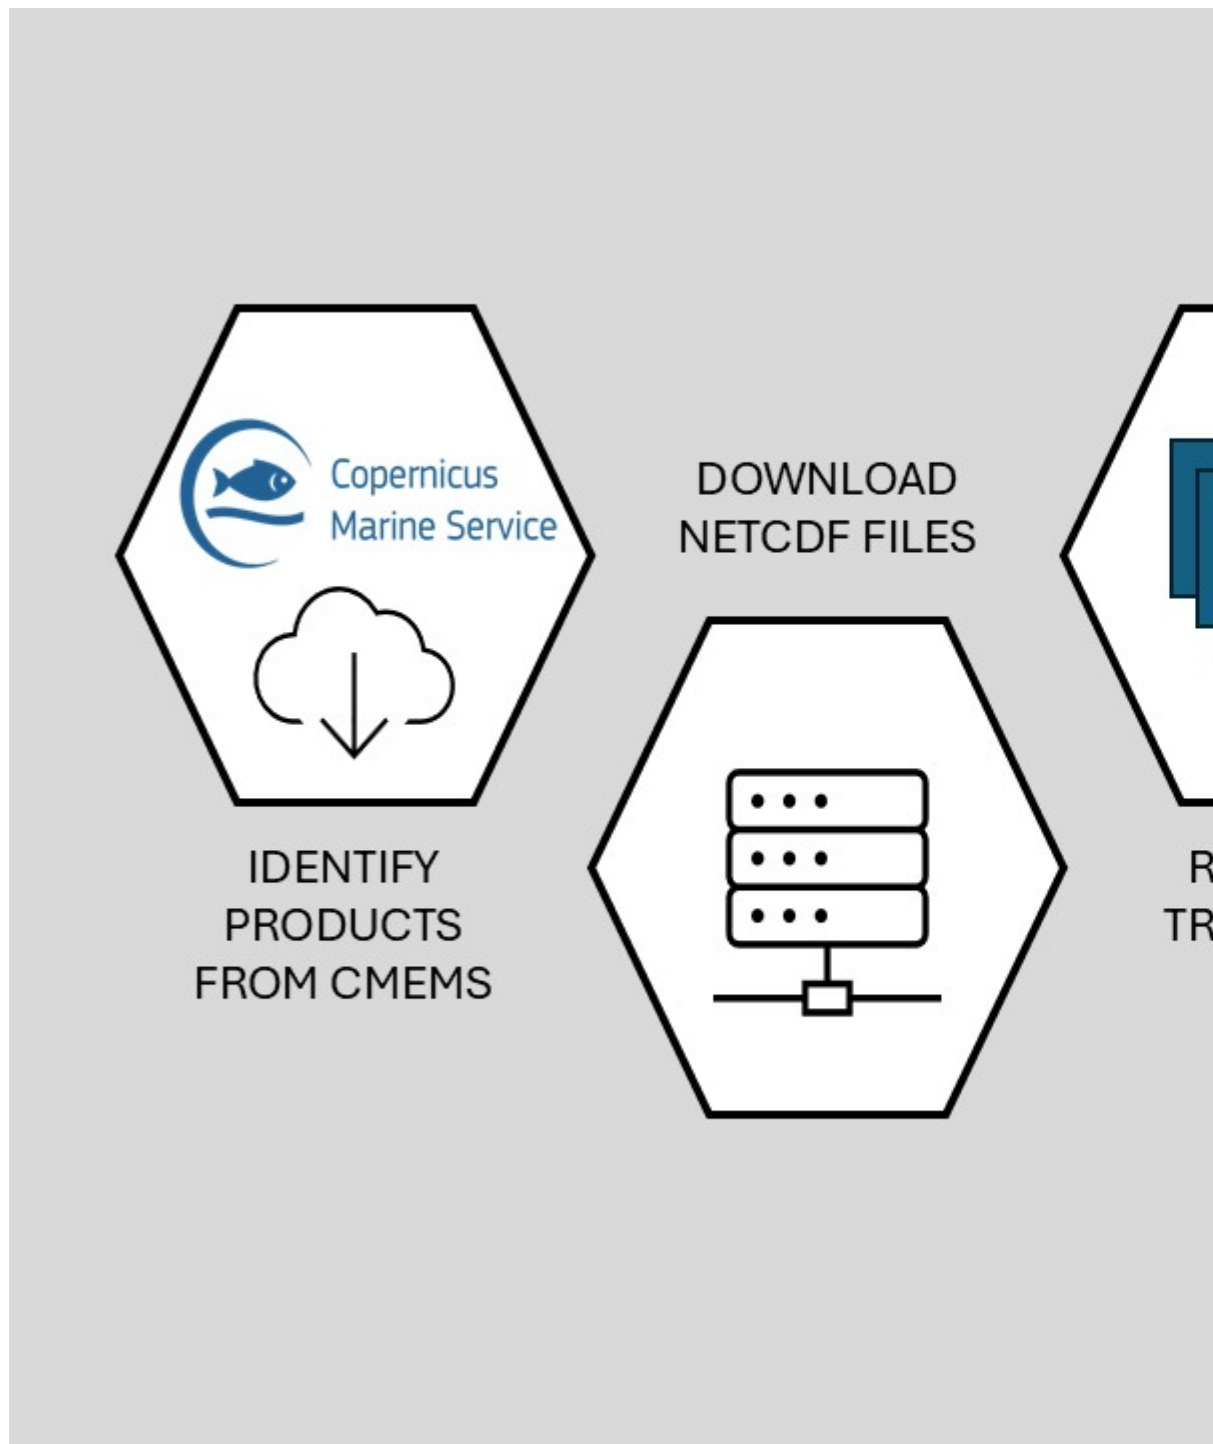 Copernicus
Marine Service
IDENTIFY
PRODUCTS
FROM CMEMS
DOWNLOAD
NETCDF FILES